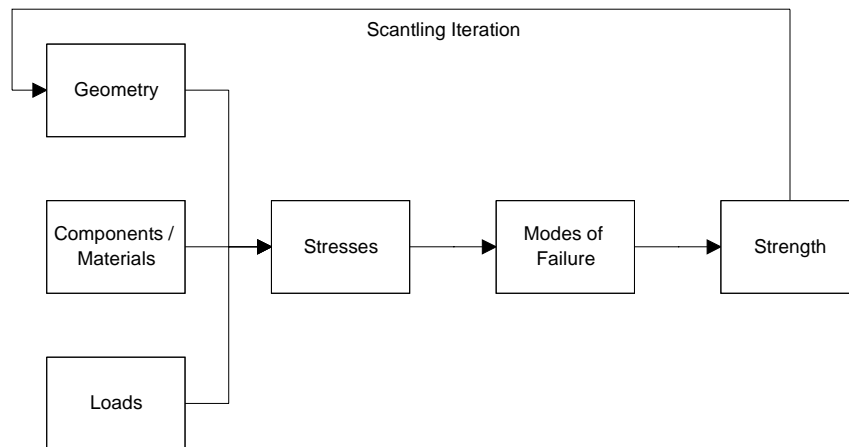 Scantling Iteration
Geometry
Components /
Materials
Stresses
Modes of
Failure
Strength
Loads